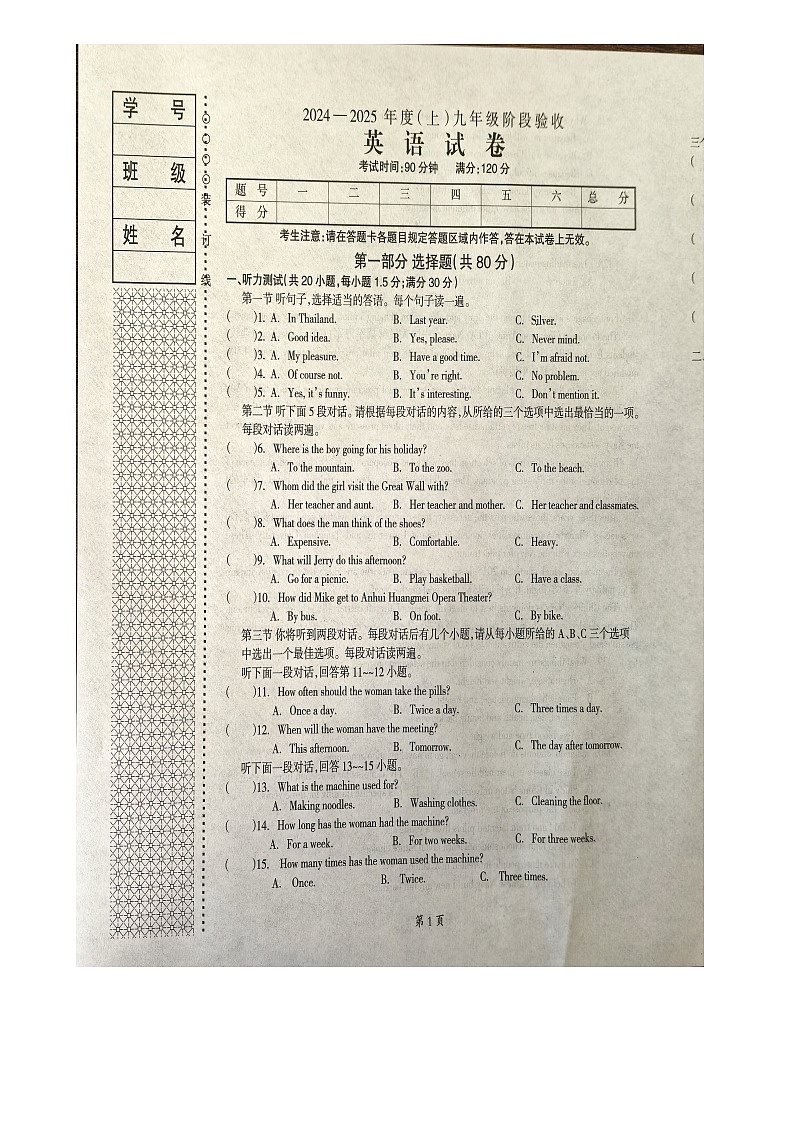 学 号
班 级
姓 名
装
订
线
2024—2025 年度(上)九年级阶段验收
英 语 试 卷
考试时间:90 分钟 满分:120 分
题 号 一 二 三 四 五 六 总 分
得 分
考生注意:请在答题卡各题目规定答题区域内作答,答在本试卷上无效。
第一部分 选择题(共 80 分)
一、听力测试(共 20 小题,每小题 1.5 分;满分 30 分)
第一节 听句子,选择适当的答语。每个句子读一遍。
( )1. A. In Thailand. B. Last year. C. Silver.
( )2. A. Good idea. B. Yes, please. C. Never mind.
( )3. A. My pleasure. B. Have a good time. C. I'm afraid not.
( )4. A. Of course not. B. You're right. C. No problem.
( )5. A. Yes, it's funny. B. It's interesting. C. Don't mention it.
第二节 听下面 5 段对话。请根据每段对话的内容,从所给的三个选项中选出最恰当的一项。
每段对话读两遍。
( )6. Where is the boy going for his holiday?
A. To the mountain. B. To the zoo. C. To the beach.
( )7. Whom did the girl visit the Great Wall with?
A. Her teacher and aunt. B. Her teacher and mother. C. Her teacher and classmates.
( )8. What does the man think of the shoes?
A. Expensive. B. Comfortable. C. Heavy.
( )9. What will Jerry do this afternoon?
A. Go for a picnic. B. Play basketball. C. Have a class.
( )10. How did Mike get to Anhui Huangmei Opera Theater?
A. By bus. B. On foot. C. By bike.
第三节 你将听到两段对话。每段对话后有几个小题,请从每小题所给的 A、B、C 三个选项
中选出一个最佳选项。每段对话读两遍。
听下面一段对话,回答第 11~~12 小题。
( )11. How often should the woman take the pills?
A. Once a day. B. Twice a day. C. Three times a day.
( )12. When will the woman have the meeting?
A. This afternoon. B. Tomorrow. C. The day after tomorrow.
听下面一段对话,回答 13~~15 小题。
( )13. What is the machine used for?
A. Making noodles. B. Washing clothes. C. Cleaning the floor.
( )14. How long has the woman had the machine?
A. For a week. B. For two weeks. C. For three weeks.
( )15. How many times has the woman used the machine?
A. Once. B. Twice. C. Three times.
第 1 页